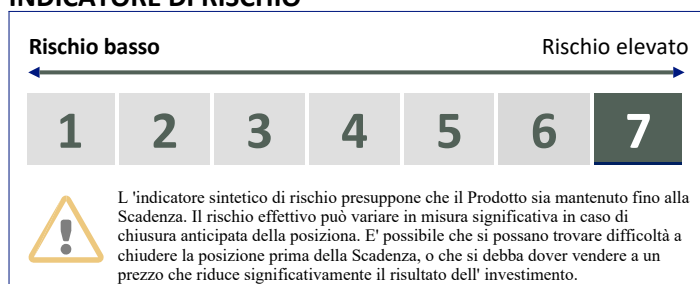 INDICATORE DI RISCHIO
Rischio basso Rischio elevato
1 2 3 4 5 6 7
L 'indicatore sintetico di rischio presuppone che il Prodotto sia mantenuto fino alla
Scadenza. Il rischio effettivo può variare in misura significativa in caso di
chiusura anticipata della posiziona. E' possibile che si possano trovare difficoltà a
chiudere la posizione prima della Scadenza, o che si debba dover vendere a un
prezzo che riduce significativamente il risultato dell' investimento.